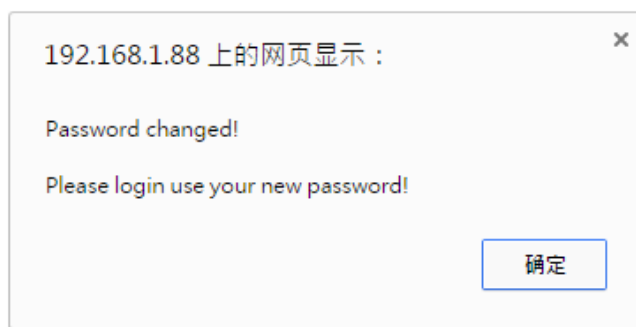 192.168.1.88 上的网页显示：
Password changed!
Please login use your new password!
确定